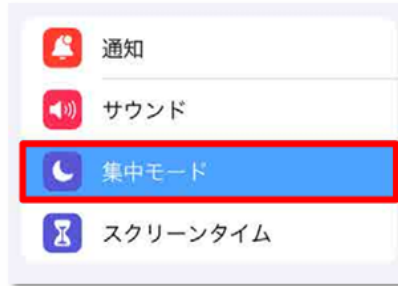 通知
サウンド
集中モード
スクリーンタイム